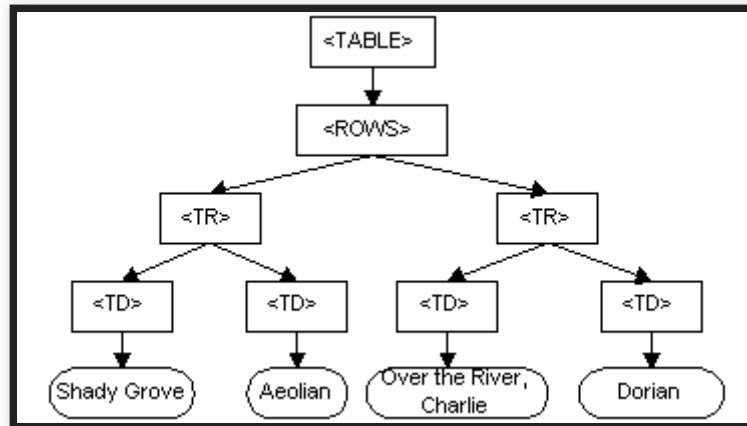 <TABLE>
<ROWS>
<TR>
<TR>
<TD>
<TD>
<TD>
<TD>
Shady Grove
Aeolian
Over the River,
Charlie
Dorian